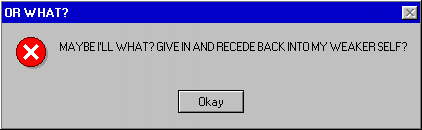 OR WHAT?
MAYBE I'LL WHAT? GIVE IN AND RECEDE BACK INTO MY WEAKER SELF?
Okay